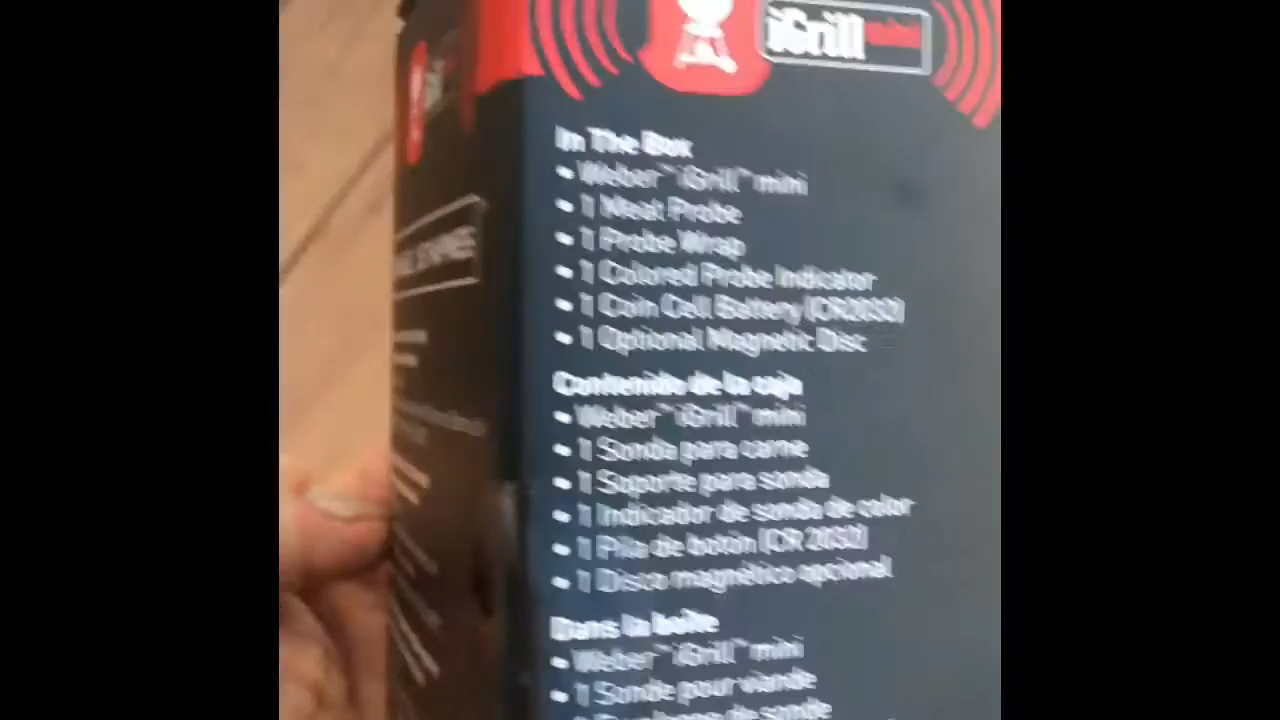 iGrill mini
In The Box
• Weber™ iGrill™ mini
• 1 Meat Probe
• 1 Probe Wrap
• 1 Colored Probe Indicator
• 1 Coin Cell Battery (CR2032)
• 1 Optional Magnetic Disc
Contenido de la caja
• Weber™ iGrill™ mini
• 1 Sonda para carne
• 1 Soporte para sonda
• 1 Indicador de sonda de color
• 1 Pila de botón (CR 2032)
• 1 Disco magnético opcional
Dans la boîte
• Weber™ iGrill™ mini
• 1 Sonde pour viande
de sonde